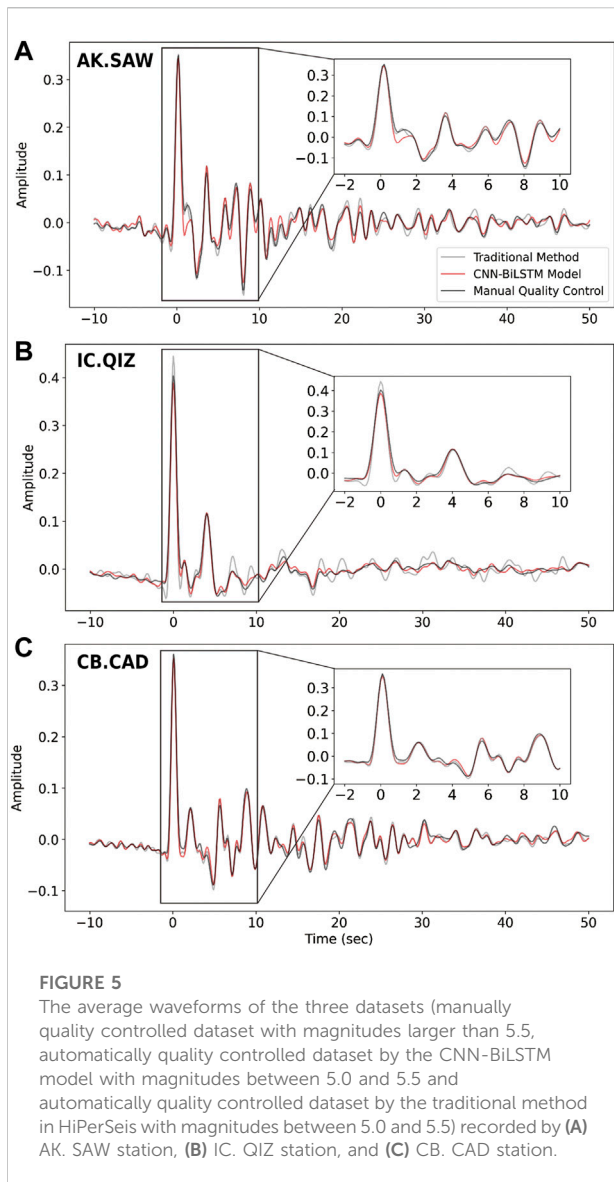 A
AK.SAW
0.3
0.2
0.1
0.0
−0.1
Amplitude
0.3
0.2
0.1
0.0
−0.1
−2 0 2 4 6 8 10
Traditional Method
CNN-BiLSTM Model
Manual Quality Control
−10 0 10 20 30 40 50
B
IC.QIZ
0.4
0.3
0.2
0.1
0.0
Amplitude
0.4
0.3
0.2
0.1
0.0
−2 0 2 4 6 8 10
−10 0 10 20 30 40 50
C
CB.CAD
0.3
0.2
0.1
0.0
−0.1
Amplitude
0.3
0.2
0.1
0.0
−0.1
−2 0 2 4 6 8 10
−10 0 10 20 30 40 50
Time (sec)
FIGURE 5
The average waveforms of the three datasets (manually
quality controlled dataset with magnitudes larger than 5.5,
automatically quality controlled dataset by the CNN-BiLSTM
model with magnitudes between 5.0 and 5.5 and
automatically quality controlled dataset by the traditional method
in HiPerSeis with magnitudes between 5.0 and 5.5) recorded by (A)
AK. SAW station, (B) IC. QIZ station, and (C) CB. CAD station.